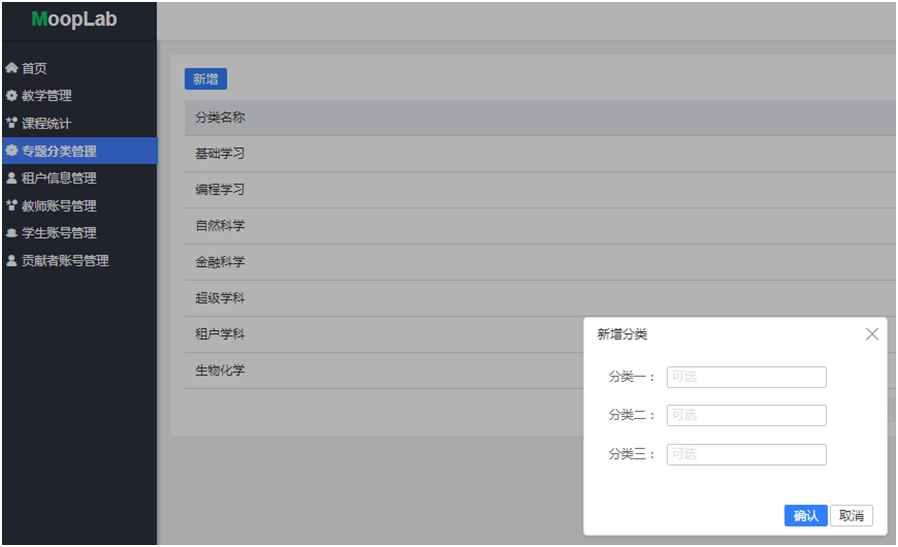 MoopLab
首页
教学管理
课程统计
专题分类管理
租户信息管理
教师账号管理
学生账号管理
贡献者账号管理
新增
分类名称
基础学习
编程学习
自然科学
金融科学
超级学科
租户学科
生物化学
新增分类
分类一： 可选
分类二： 可选
分类三： 可选
确认 取消